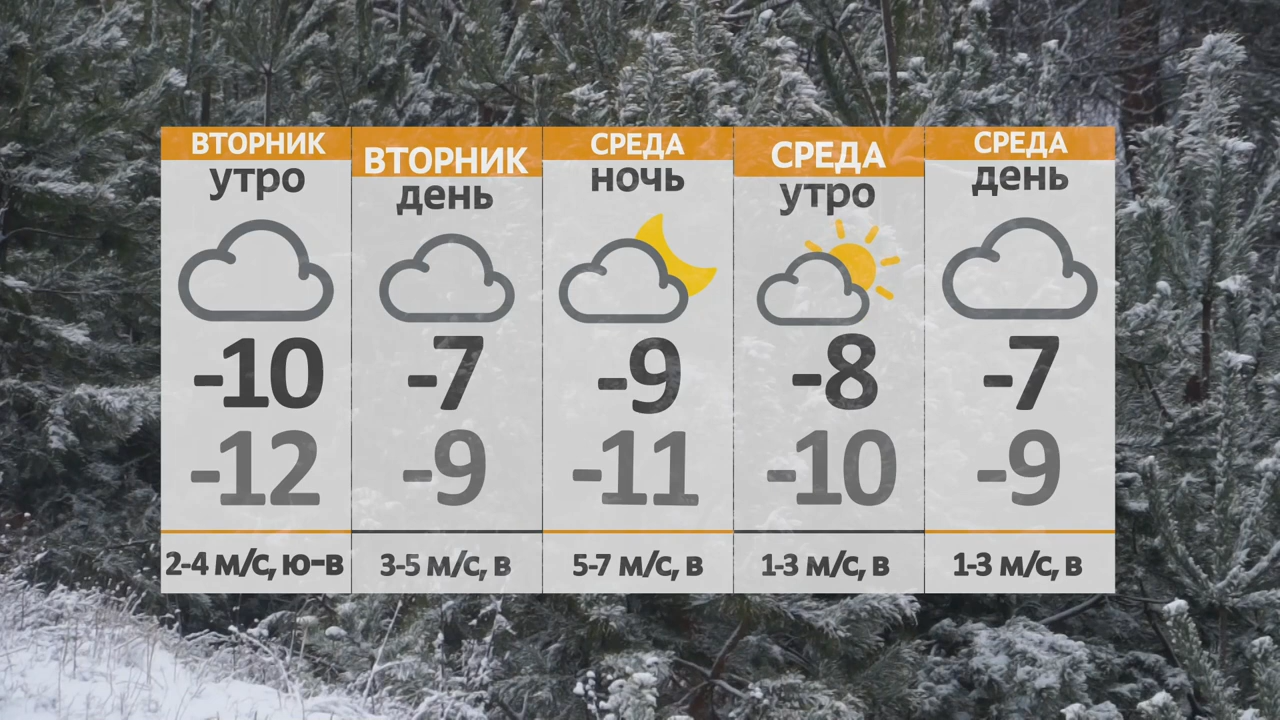 ВТОРНИК
утро
-10
-12
2-4 м/с, ю-в
ВТОРНИК
день
-7
-9
3-5 м/с, в
СРЕДА
ночь
-9
-11
5-7 м/с, в
СРЕДА
утро
-8
-10
1-3 м/с, в
СРЕДА
день
-7
-9
1-3 м/с, в